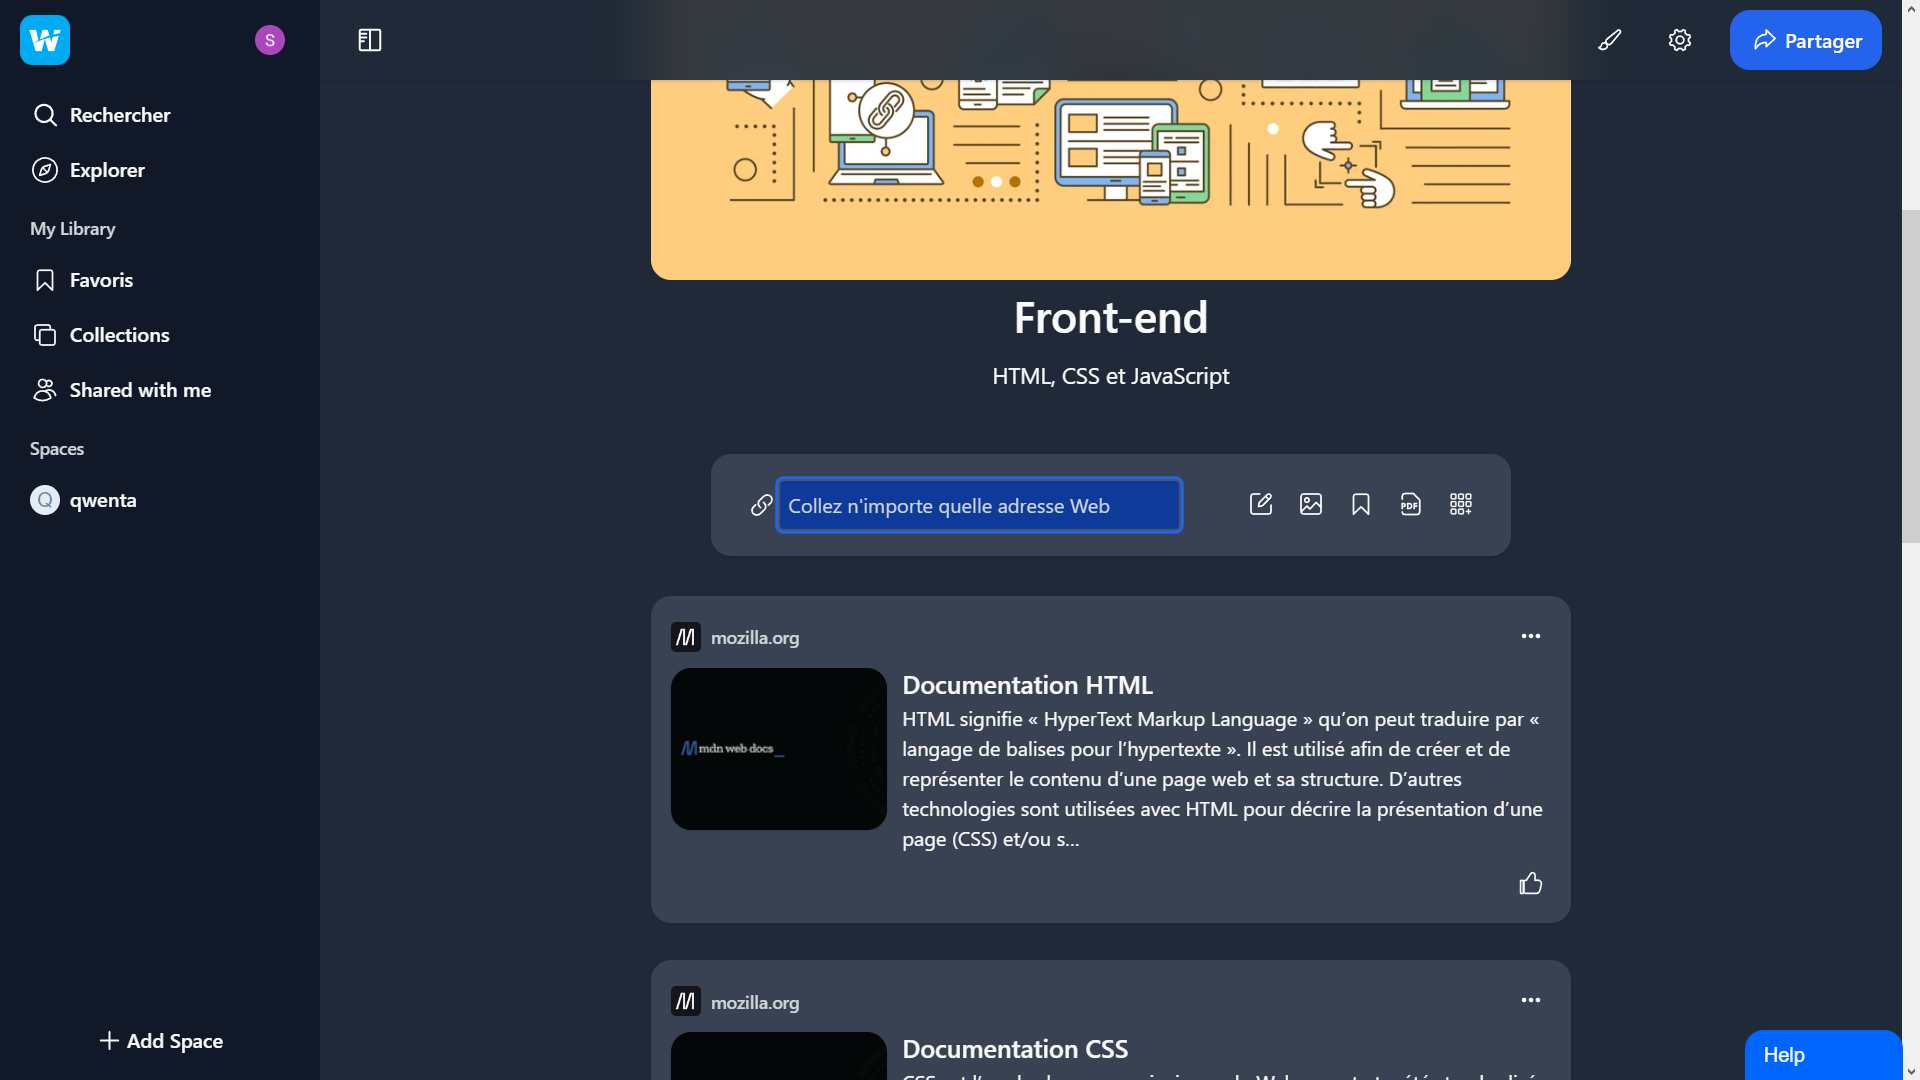 S
Partager
Rechercher
Explorer
My Library
Favoris
Collections
Shared with me
Spaces
Q qwenta
Add Space
Front-end
HTML, CSS et JavaScript
Collez n'importe quelle adresse Web
PDF
mozilla.org
mdn web docs_
Documentation HTML
HTML signifie « HyperText Markup Language » qu’on peut traduire par «
langage de balises pour l’hypertexte ». Il est utilisé afin de créer et de
représenter le contenu d’une page web et sa structure. D’autres
technologies sont utilisées avec HTML pour décrire la présentation d’une
page (CSS) et/ou s...
mozilla.org
Documentation CSS
Help